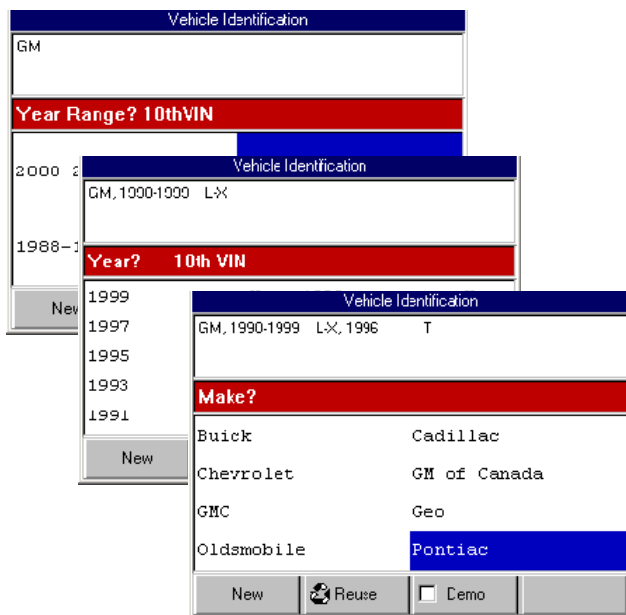 Vehicle Identification
GM
Year Range? 10thVIN
2000
1988-1
New
Vehicle Identification
GM, 1990-1999 L-X
Year? 10th VIN
1999
1997
1995
1993
1991
New
Vehicle Identification
GM, 1990-1999 L-X, 1996 T
Make?
Buick Cadillac
Chevrolet GM of Canada
GMC Geo
Oldsmobile Pontiac
New Reuse Demo